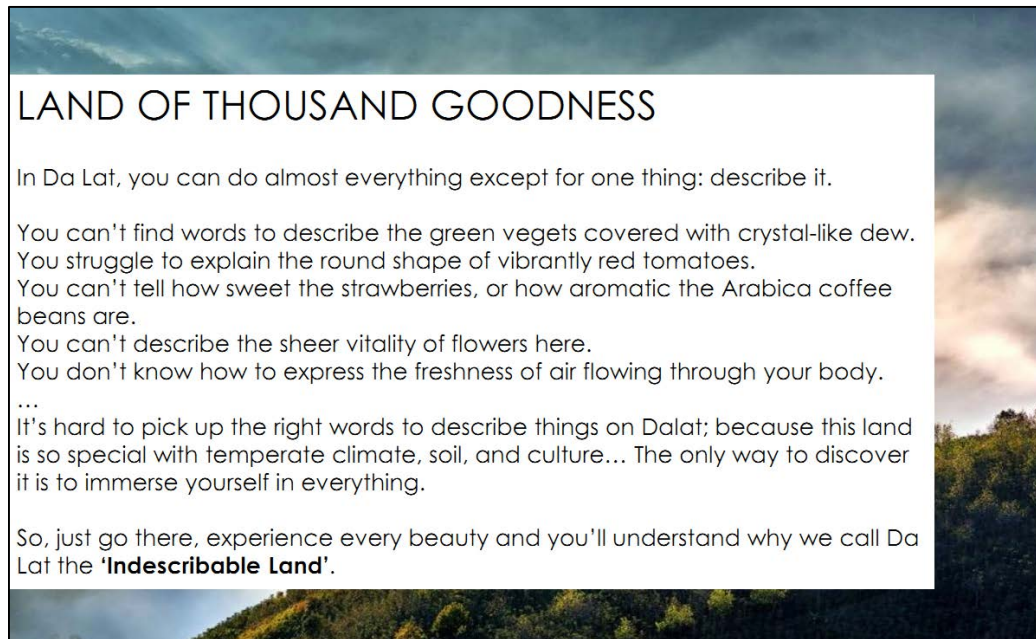 LAND OF THOUSAND GOODNESS
In Da Lat, you can do almost everything except for one thing: describe it.
You can’t find words to describe the green vegets covered with crystal-like dew.
You struggle to explain the round shape of vibrantly red tomatoes.
You can’t tell how sweet the strawberries, or how aromatic the Arabica coffee
beans are.
You can’t describe the sheer vitality of flowers here.
You don’t know how to express the freshness of air flowing through your body.
…
It’s hard to pick up the right words to describe things on Dalat; because this land
is so special with temperate climate, soil, and culture… The only way to discover
it is to immerse yourself in everything.
So, just go there, experience every beauty and you’ll understand why we call Da
Lat the ‘Indescribable Land’.